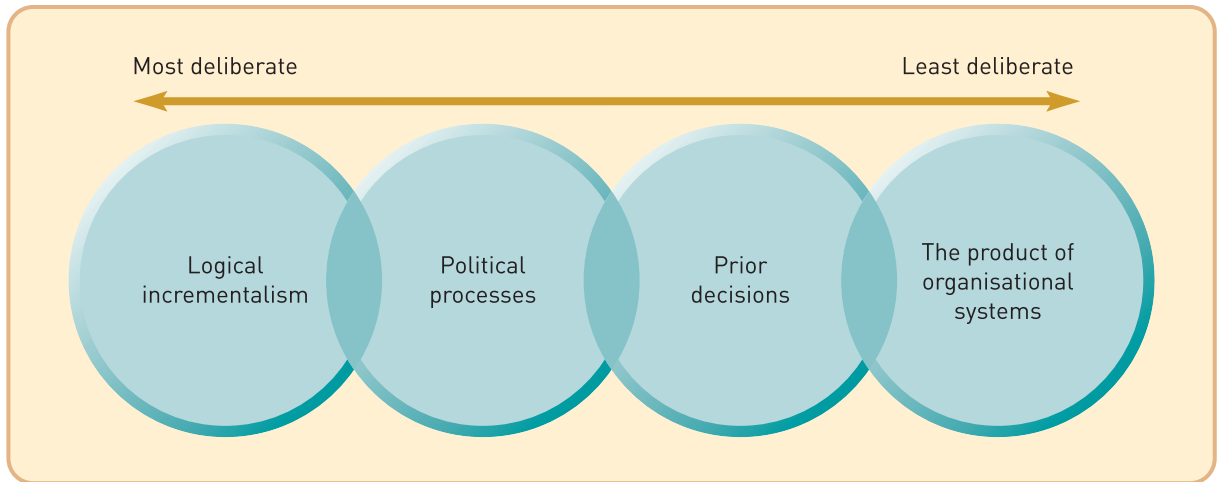 Most deliberate
Least deliberate
Logical
incrementalism
Political
processes
Prior
decisions
The product of
organisational
systems